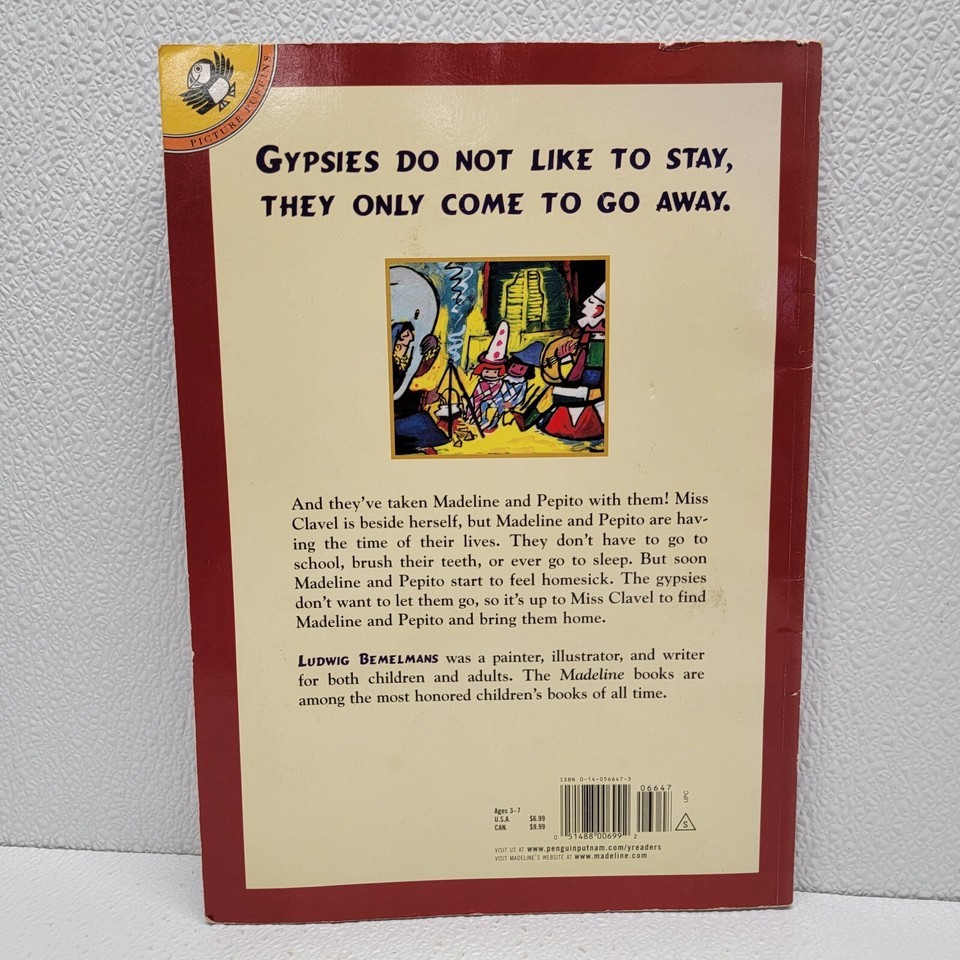 PICTURE PUFFINS
GYPSIES DO NOT LIKE TO STAY,
THEY ONLY COME TO GO AWAY.
And they've taken Madeline and Pepito with them! Miss
Clavel is beside herself, but Madeline and Pepito are hav-
ing the time of their lives. They don't have to go to
school, brush their teeth, or ever go to sleep. But soon
Madeline and Pepito start to feel homesick. The gypsies
don't want to let them go, so it's up to Miss Clavel to find
Madeline and Pepito and bring them home.
LUDWIG BEMELMANS was a painter, illustrator, and writer
for both children and adults. The Madeline books are
among the most honored children's books of all time.
ISBN 0-14-056647-3
06647
UPC
Ages 3–7
U.S.A. $6.99
CAN. $9.99
0 51488 00699 2
S
VISIT US AT www.penguinputnam.com/yreaders
VISIT MADELINE'S WEBSITE AT www.madeline.com